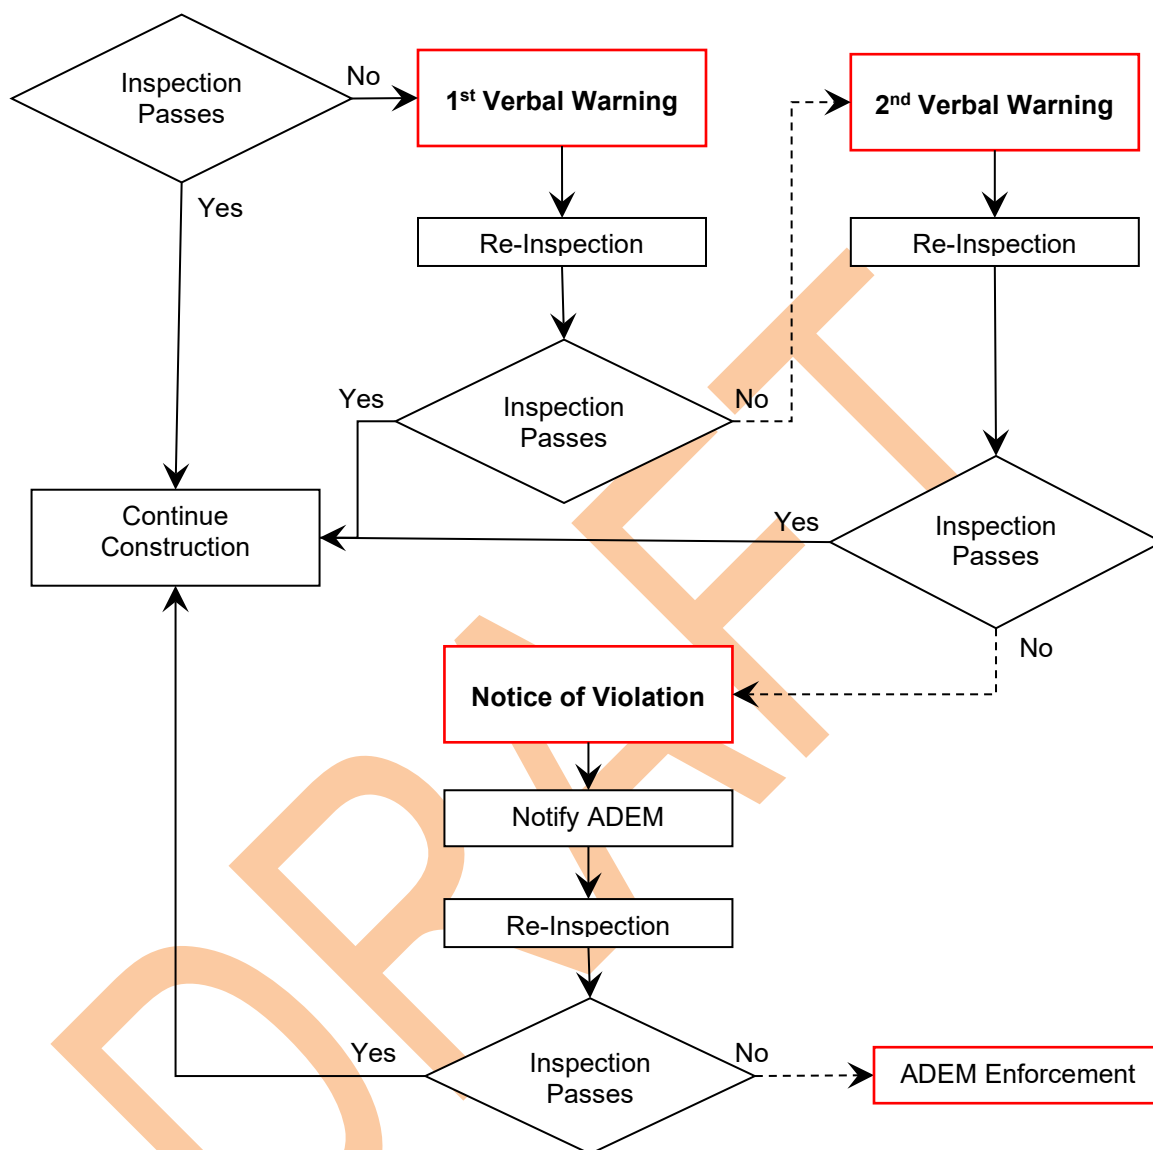 Inspection
Passes
No
1st Verbal Warning
2nd Verbal Warning
Yes
Re-Inspection
Re-Inspection
Yes
Inspection
Passes
No
Continue
Construction
Yes
Inspection
Passes
No
Notice of Violation
Notify ADEM
Re-Inspection
Yes
Inspection
Passes
No
ADEM Enforcement
DRAFT